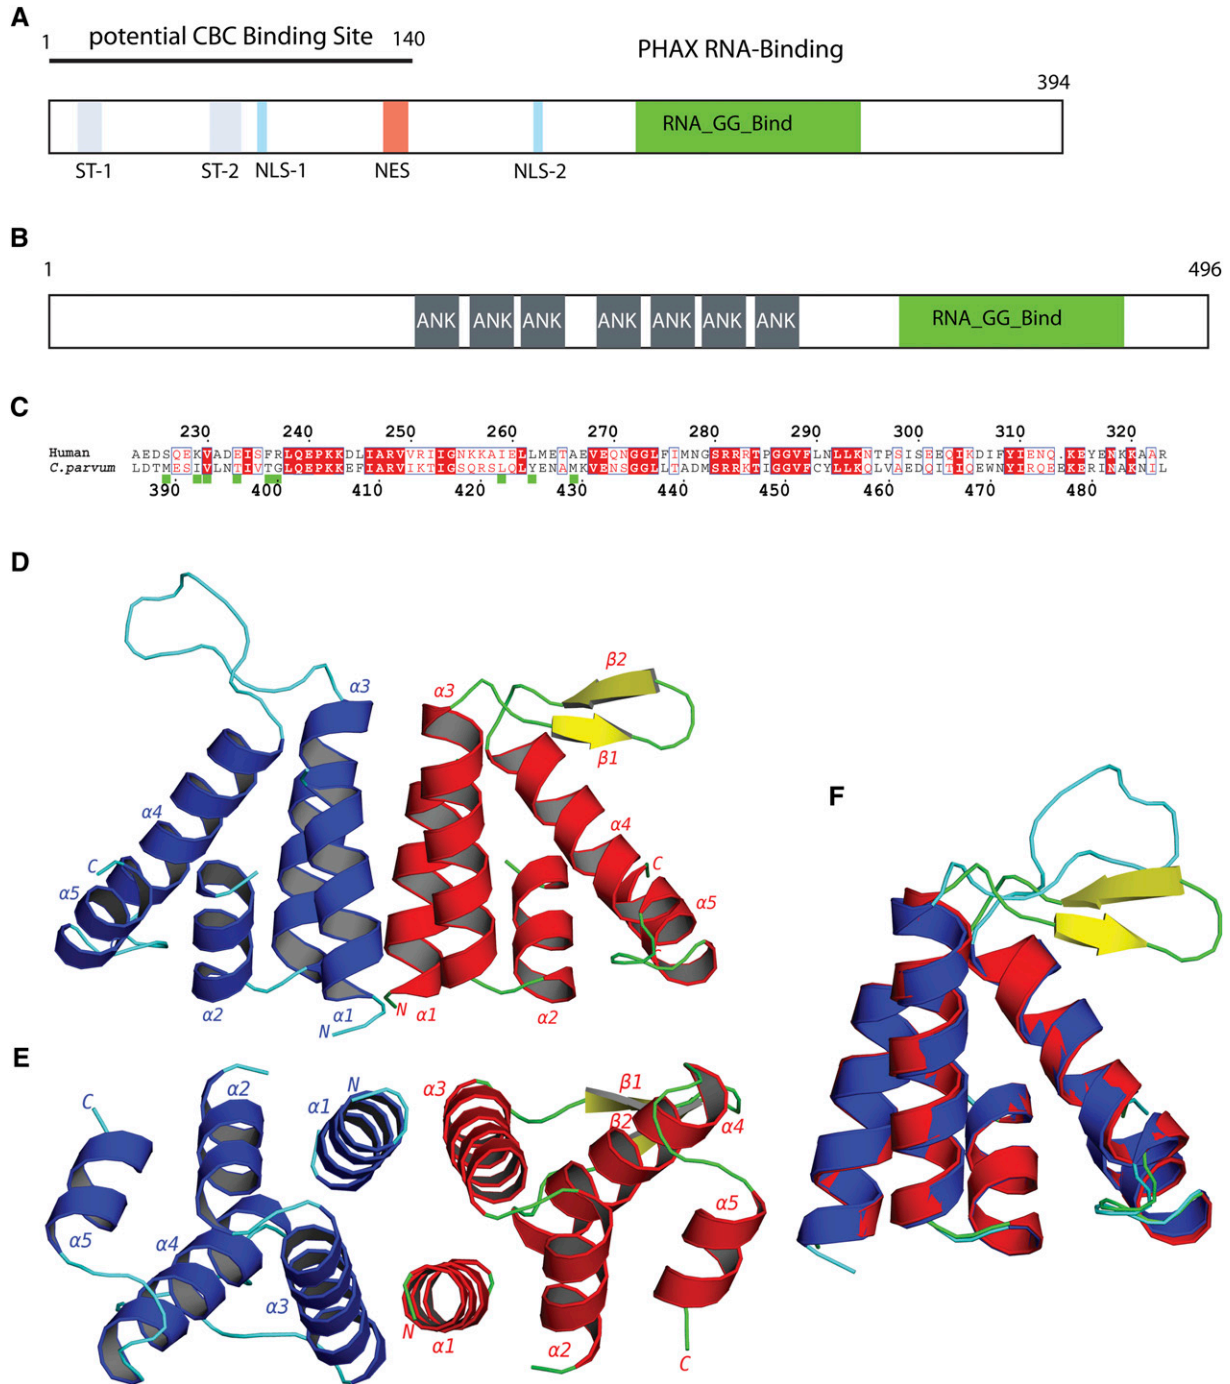 A
1 potential CBC Binding Site 140
PHAX RNA-Binding
394
RNA_GG_Bind
ST-1 ST-2 NLS-1 NES NLS-2
B
1 496
ANK ANK ANK ANK ANK ANK ANK RNA_GG_Bind
C
230 240 250 260 270 280 290 300 310 320
Human AEDSQEKVADEISFRLQEPKKDLIARVVRIIGNKKAIELLMETAEVEQNGGLFIMNGSRRRTPGGVFLNLLKNTPSISEEQIKDIFYIENQ.KEYENKKAAR
C.parvum LDTMESIVLNTIVTGLQEPKKEFIARVIKTIGSQRSLQLYENAMKVENSGGLLTADMSRRRTPGGVFCYLLKQLVSAEDQITQEWNYIRQEEKERINAKNIL
390 400 410 420 430 440 450 460 470 480
D
β2
α3 α3
β1
α4 α4
C C
α5 α5
α2 N α1 N α1 α2
E
C α2 α1 N α3 β1
β2 α4
α5 α4 α5
α3
N α1 α2 C
F